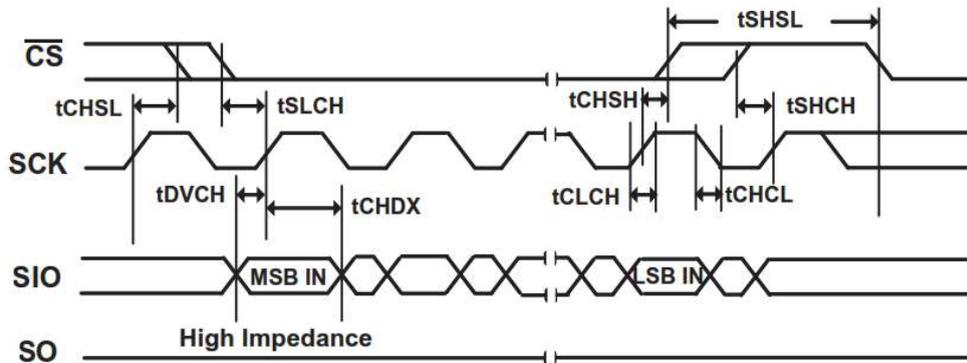 tSHSL
CS
tCHSL
tSLCH
tCHSH
tSHCH
SCK
tDVCH
tCHDX
tCLCH
tCHCL
SIO
MSB IN
LSB IN
High Impedance
SO